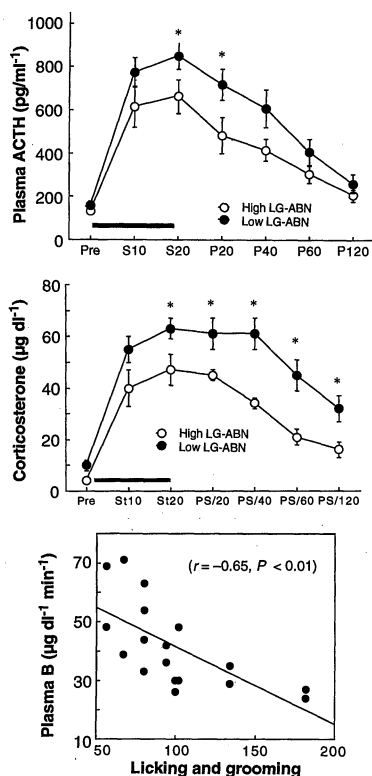 Plasma ACTH (pg/ml⁻¹)
1000
800
600
400
200
0
*
*
High LG-ABN
Low LG-ABN
Pre S10 S20 P20 P40 P60 P120
Corticosterone (µg dl⁻¹)
80
60
40
20
0
* * * * *
High LG-ABN
Low LG-ABN
Pre St10 St20 PS/20 PS/40 PS/60 PS/120
Plasma B (µg dl⁻¹ min⁻¹)
70
50
30
10
(r = –0.65, P < 0.01)
50 100 150 200
Licking and grooming